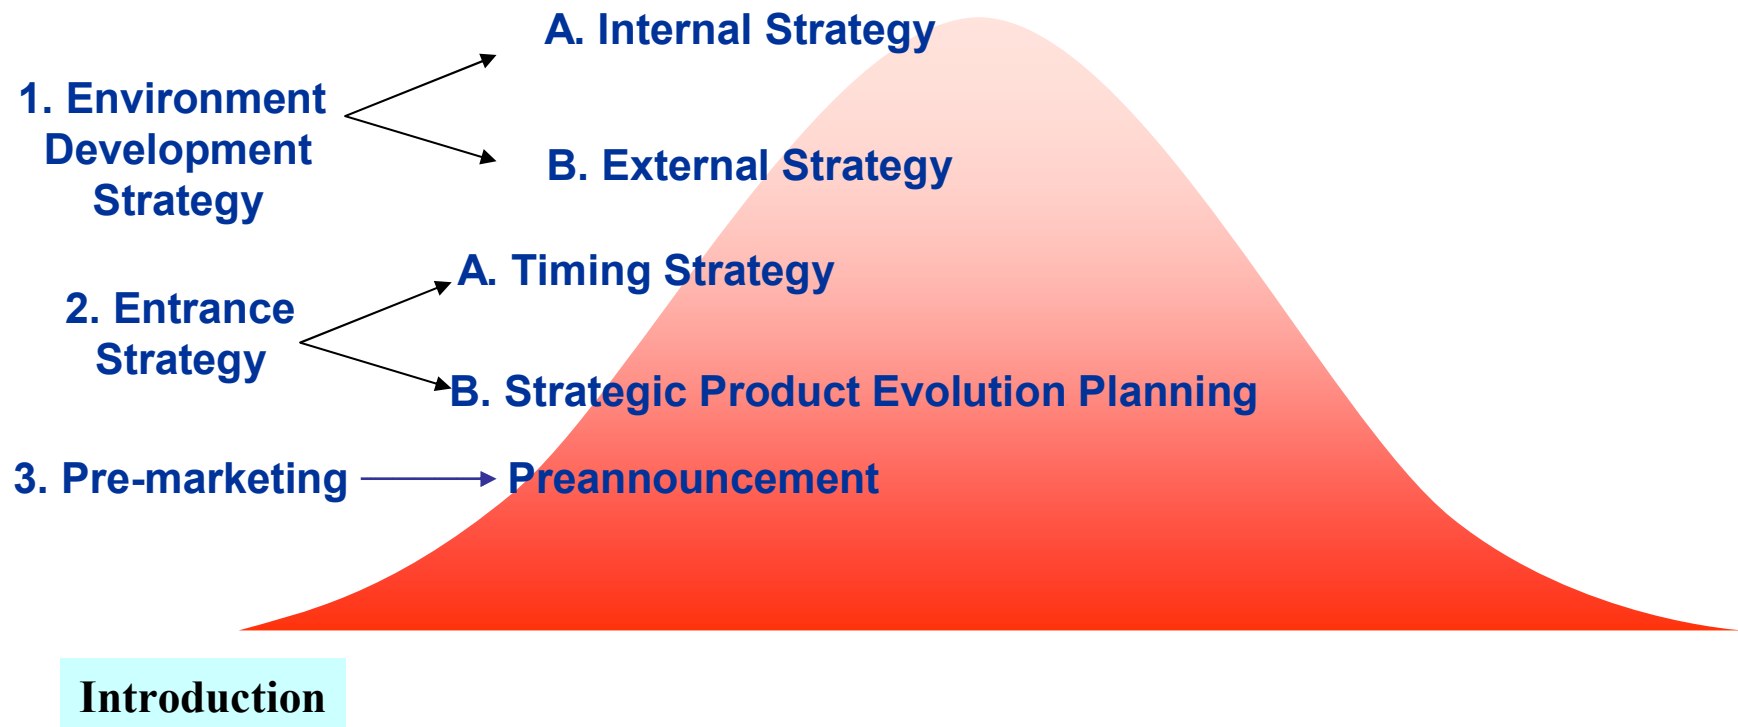 A. Internal Strategy
1. Environment
Development
Strategy
B. External Strategy
A. Timing Strategy
2. Entrance
Strategy
B. Strategic Product Evolution Planning
3. Pre-marketing
Preannouncement
Introduction